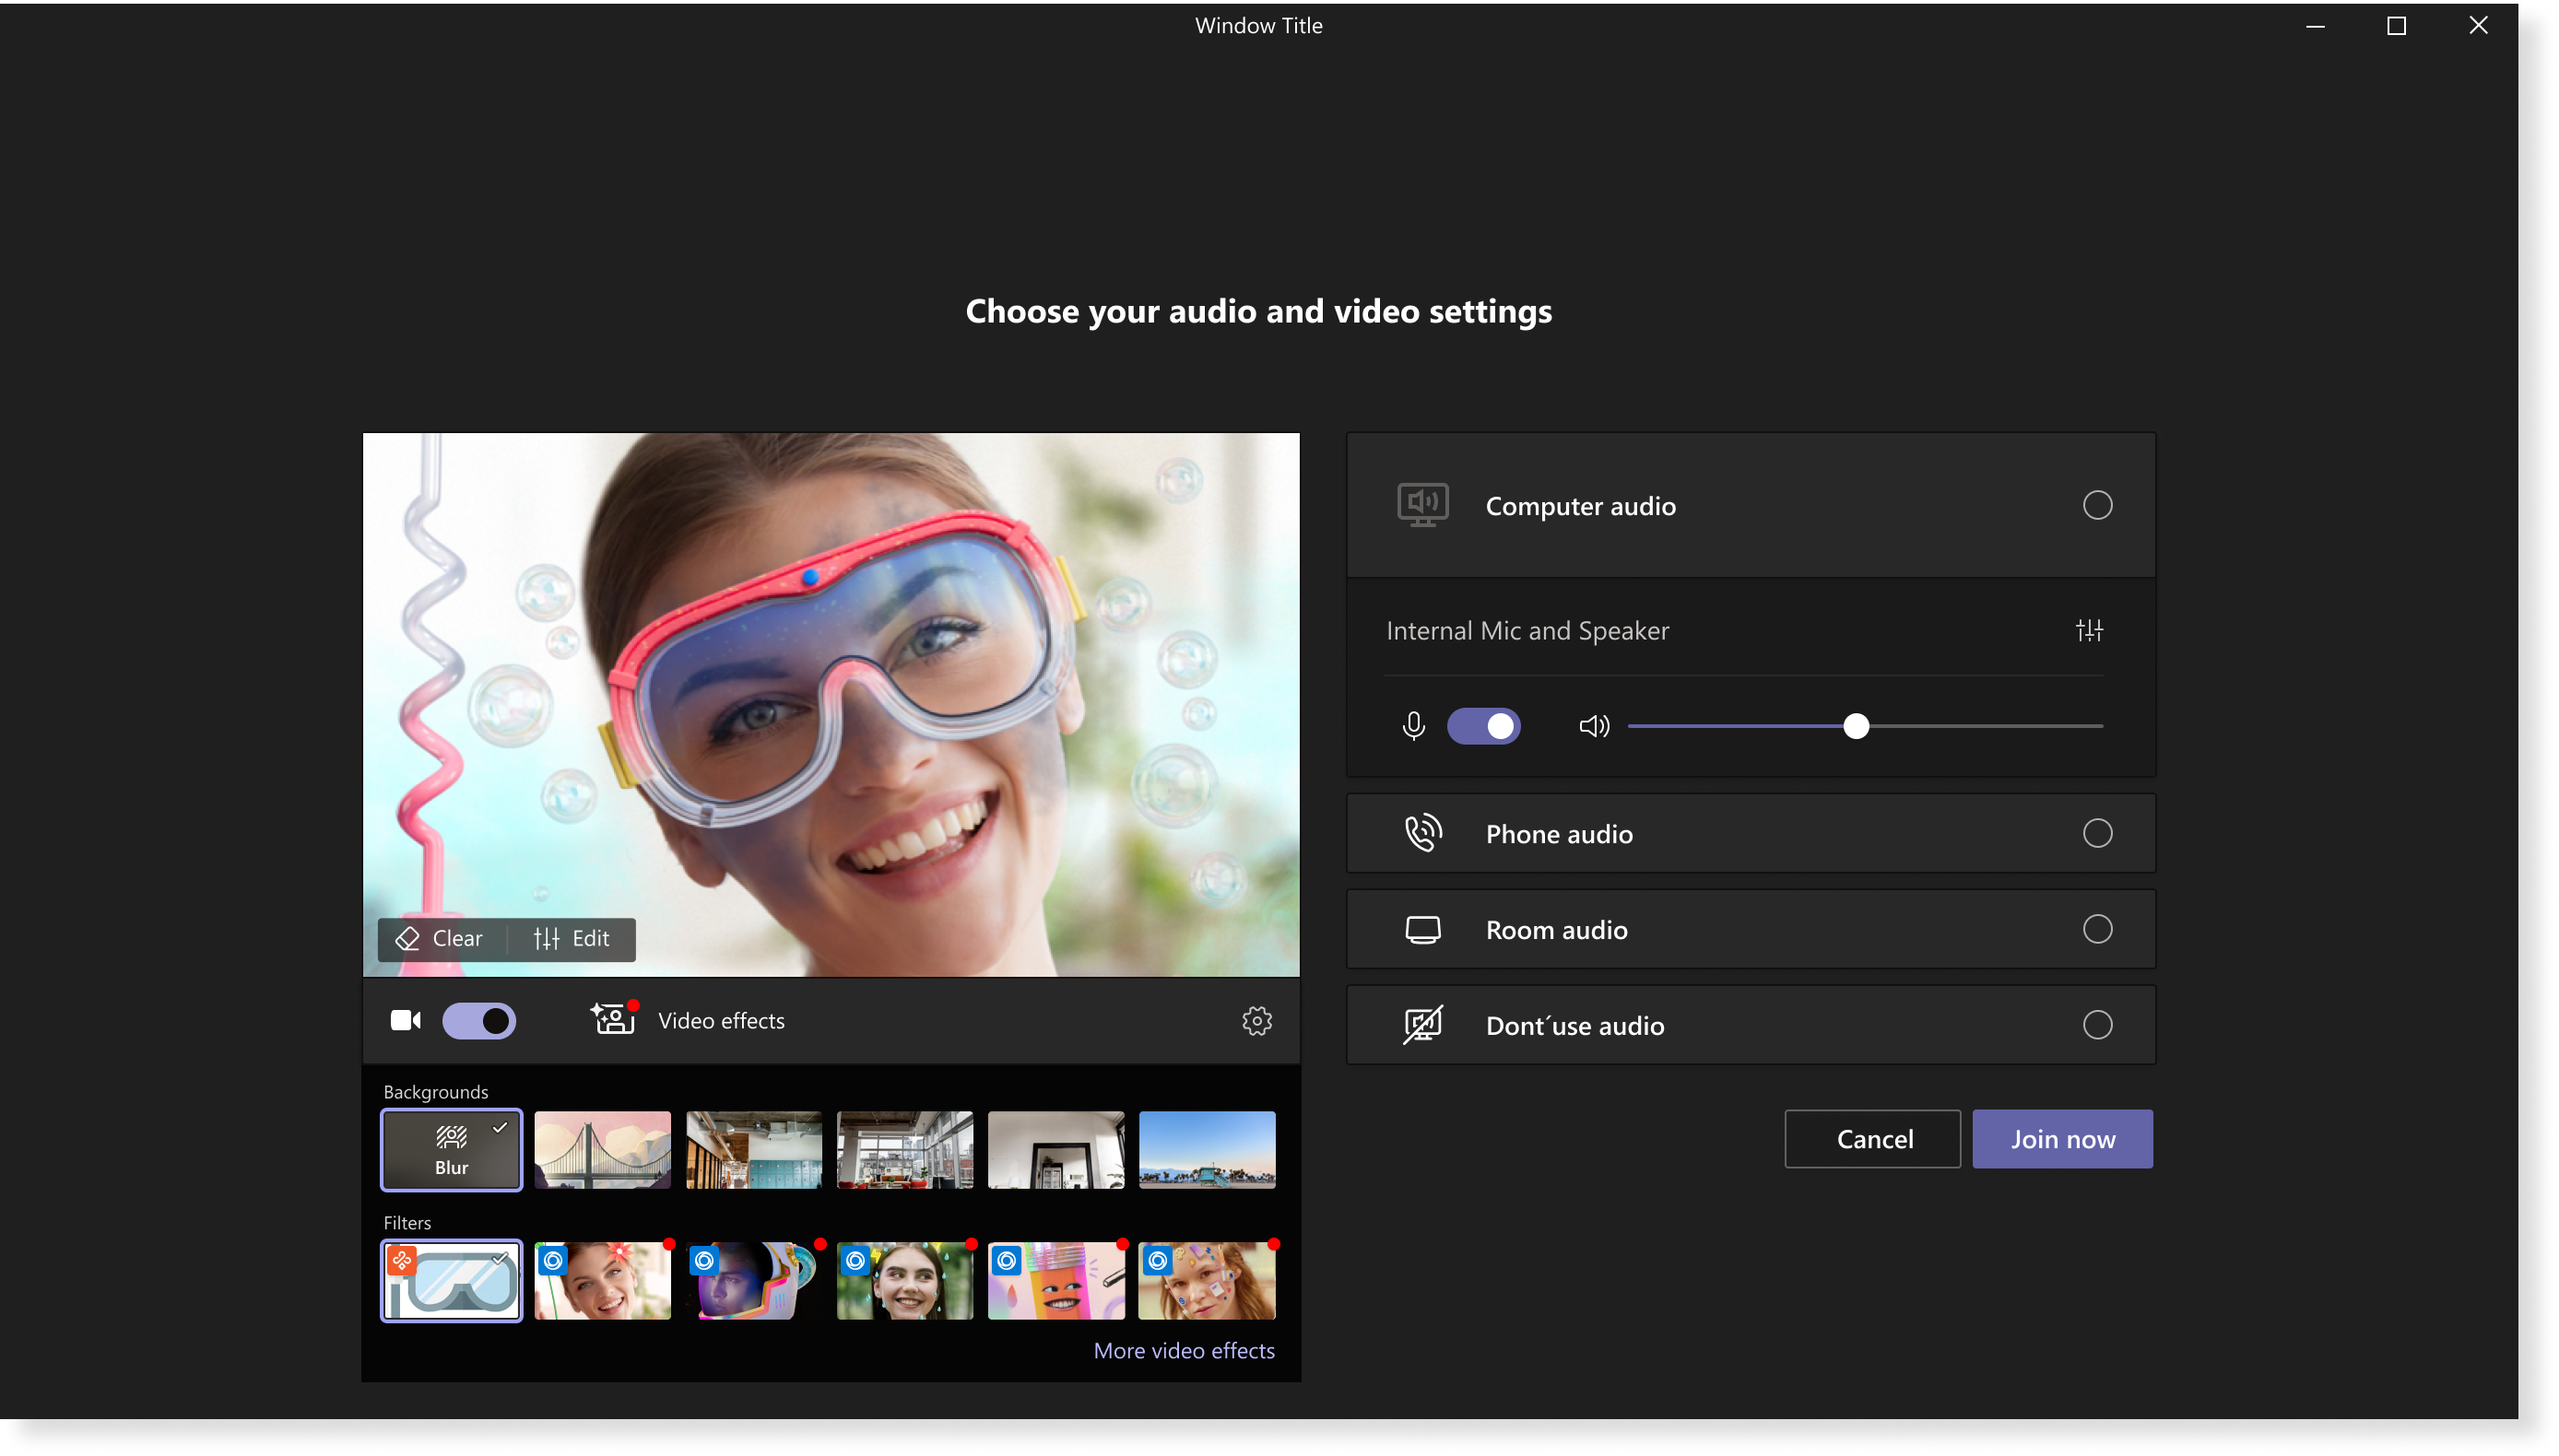 Window Title
Choose your audio and video settings
Computer audio
Internal Mic and Speaker
Phone audio
Room audio
Dont´use audio
Cancel
Join now
Clear
Edit
Video effects
Backgrounds
Blur
Filters
More video effects